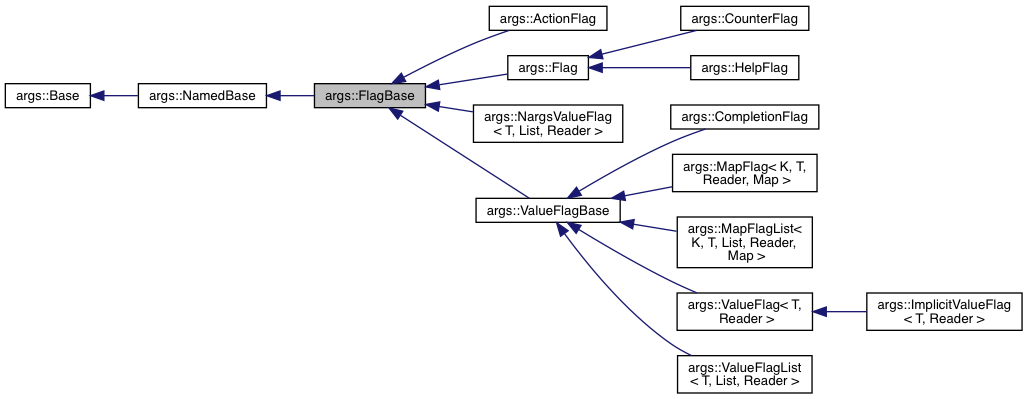 args::Base
args::NamedBase
args::FlagBase
args::ActionFlag
args::Flag
args::CounterFlag
args::HelpFlag
args::NargsValueFlag
< T, List, Reader >
args::ValueFlagBase
args::CompletionFlag
args::MapFlag< K, T,
Reader, Map >
args::MapFlagList<
K, T, List, Reader,
Map >
args::ValueFlag< T,
Reader >
args::ImplicitValueFlag
< T, Reader >
args::ValueFlagList
< T, List, Reader >